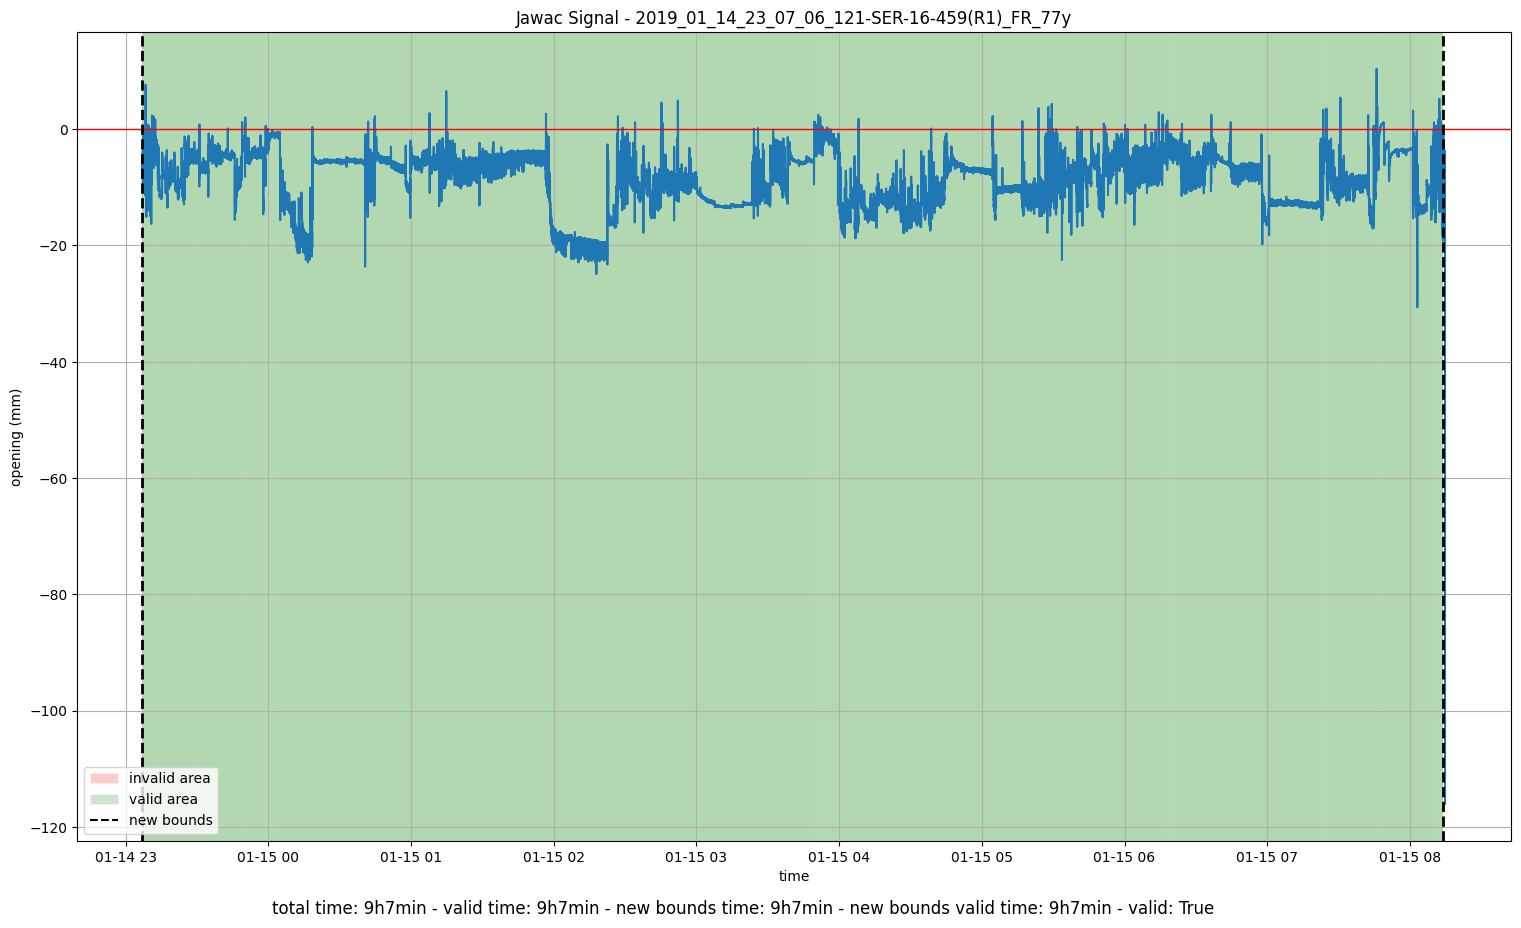 Jawac Signal - 2019_01_14_23_07_06_121-SER-16-459(R1)_FR_77y
opening (mm)
0
−20
−40
−60
−80
−100
−120
invalid area
valid area
new bounds
01-14 23
01-15 00
01-15 01
01-15 02
01-15 03
01-15 04
01-15 05
01-15 06
01-15 07
01-15 08
time
total time: 9h7min - valid time: 9h7min - new bounds time: 9h7min - new bounds valid time: 9h7min - valid: True